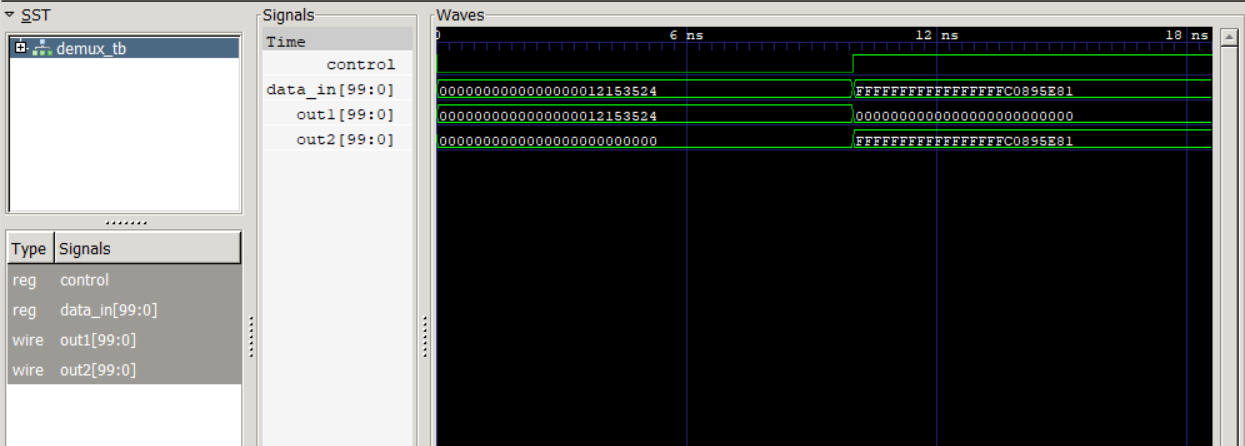 SST
demux_tb
Type Signals
reg control
reg data_in[99:0]
wire out1[99:0]
wire out2[99:0]
Signals
Time
control
data_in[99:0]
out1[99:0]
out2[99:0]
Waves
0 6 ns 12 ns 18 ns
0000000000000000012153524 FFFFFFFFFFFFFFFFFC0895E81
0000000000000000012153524 0000000000000000000000000
0000000000000000000000000 FFFFFFFFFFFFFFFFFC0895E81